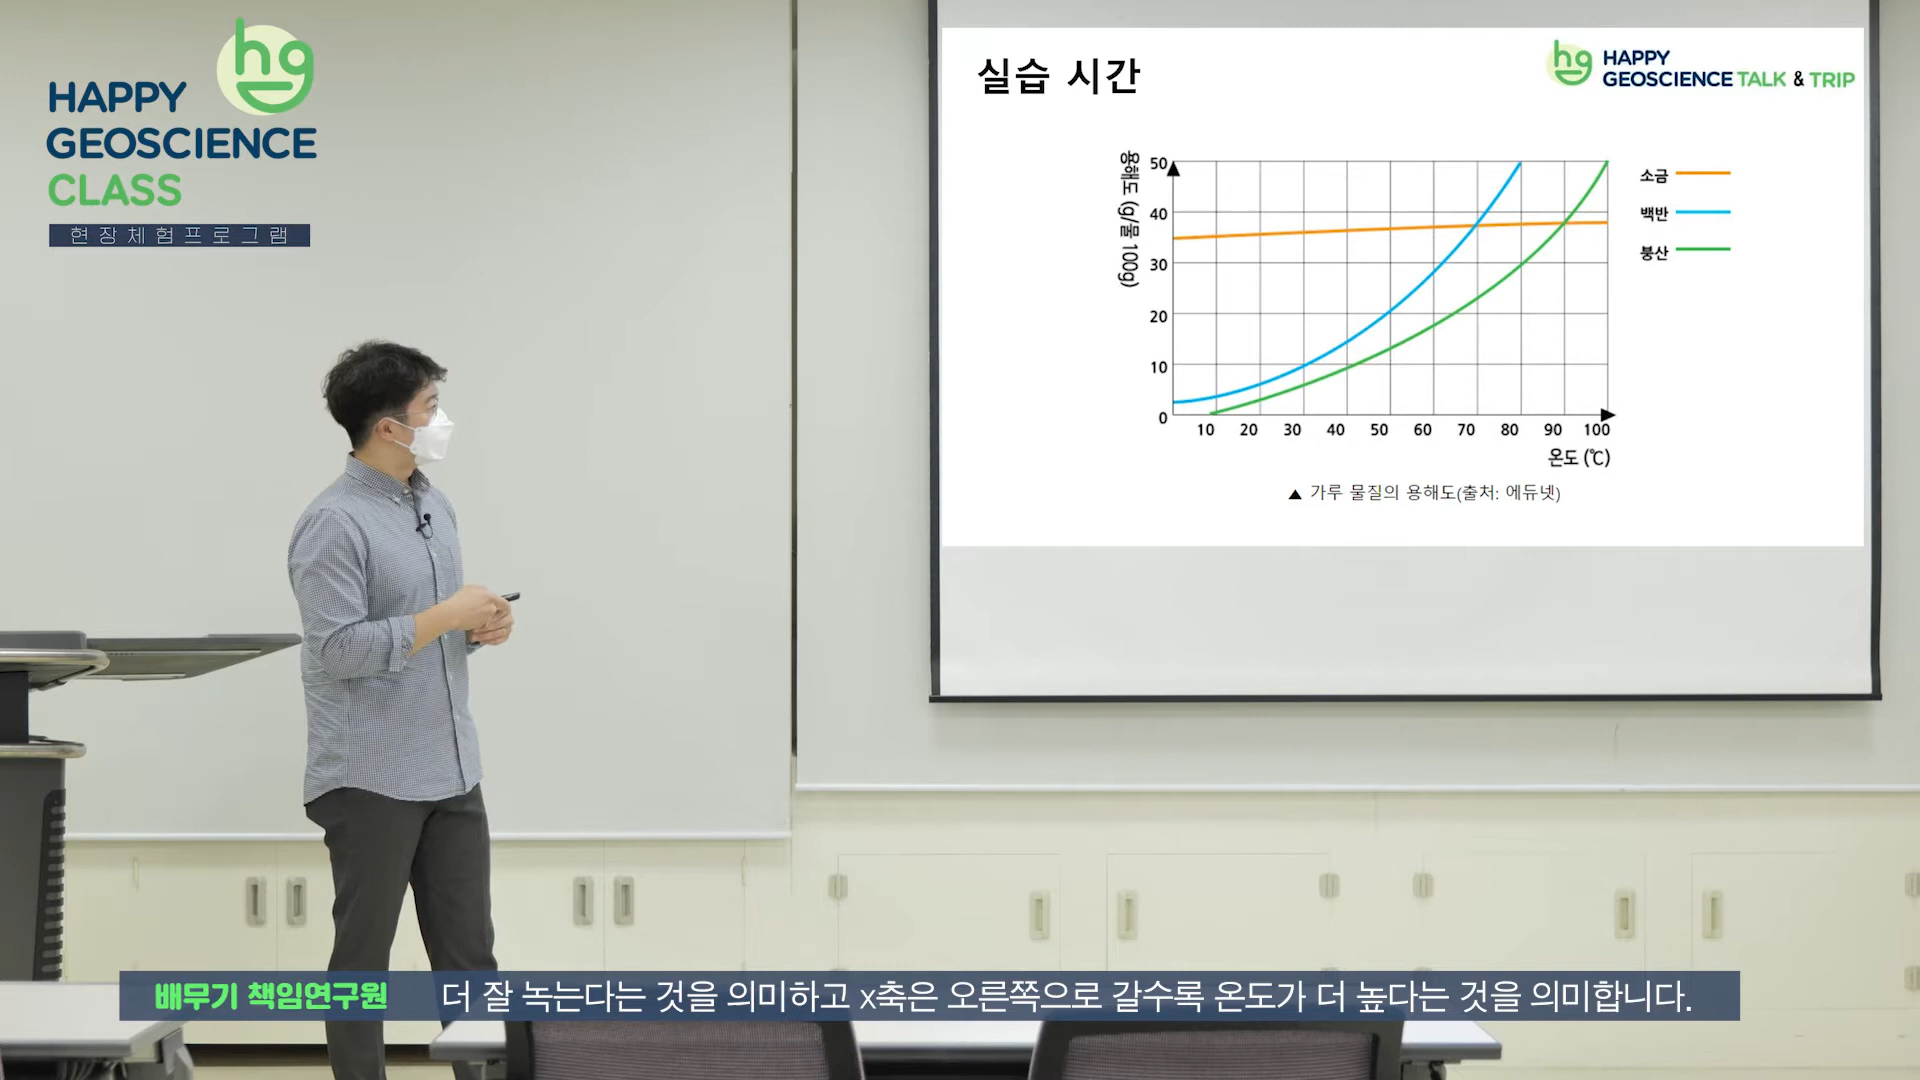 hg
HAPPY
GEOSCIENCE
CLASS
현장체험프로그램
실습 시간
hg
HAPPY
GEOSCIENCE TALK & TRIP
용해도 (g/물 100g)
50
40
30
20
10
0
10 20 30 40 50 60 70 80 90 100
온도 (℃)
소금
백반
붕산
▲ 가루 물질의 용해도(출처: 에듀넷)
배무기 책임연구원 더 잘 녹는다는 것을 의미하고 x축은 오른쪽으로 갈수록 온도가 더 높다는 것을 의미합니다.